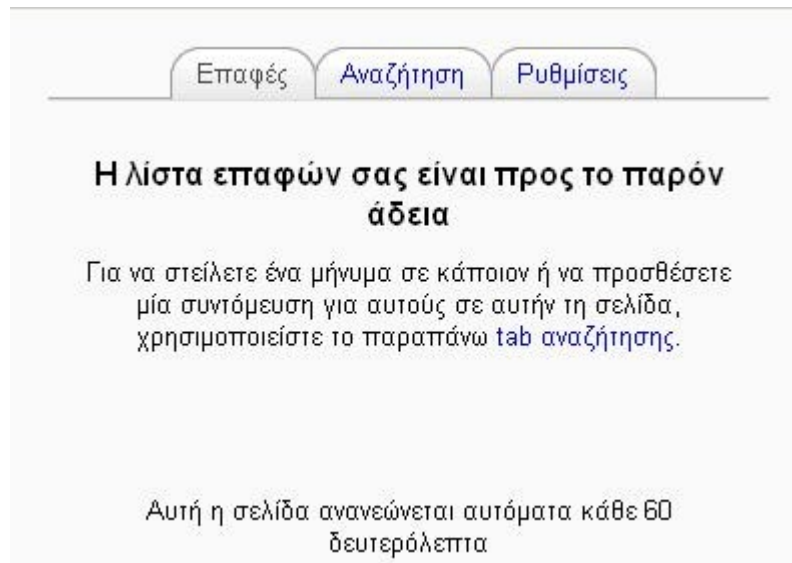 Επαφές Αναζήτηση Ρυθμίσεις
Η λίστα επαφών σας είναι προς το παρόν
άδεια
Για να στείλετε ένα μήνυμα σε κάποιον ή να προσθέσετε
μία συντόμευση για αυτούς σε αυτήν τη σελίδα,
χρησιμοποιείστε το παραπάνω tab αναζήτησης.
Αυτή η σελίδα ανανεώνεται αυτόματα κάθε 60
δευτερόλεπτα